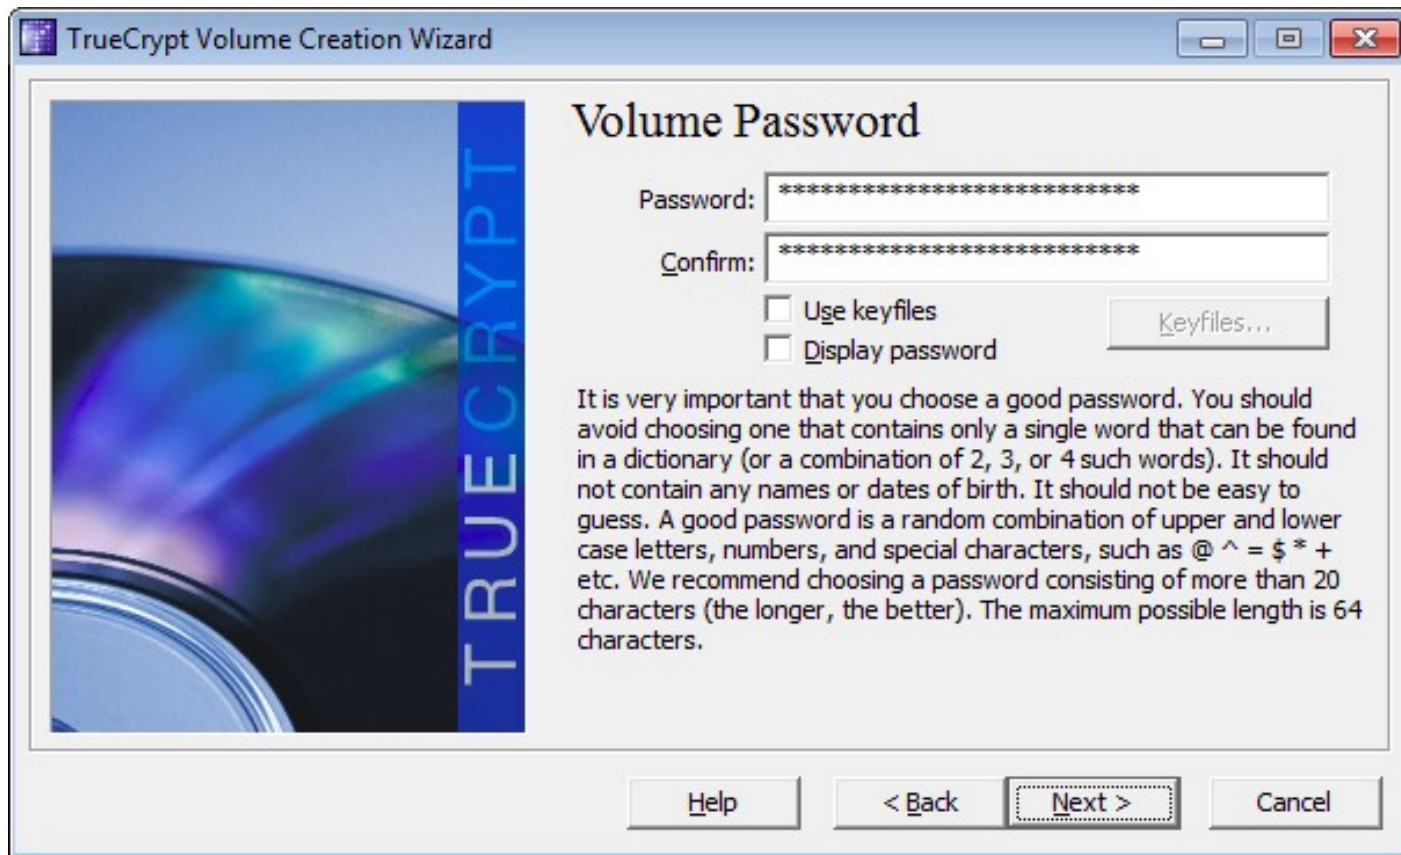 TrueCrypt Volume Creation Wizard
TRUECRYPT
Volume Password
Password: **************************
Confirm: **************************
Use keyfiles
Keyfiles...
Display password
It is very important that you choose a good password. You should
avoid choosing one that contains only a single word that can be found
in a dictionary (or a combination of 2, 3, or 4 such words). It should
not contain any names or dates of birth. It should not be easy to
guess. A good password is a random combination of upper and lower
case letters, numbers, and special characters, such as @ ^ = $ * +
etc. We recommend choosing a password consisting of more than 20
characters (the longer, the better). The maximum possible length is 64
characters.
Help
< Back
Next >
Cancel